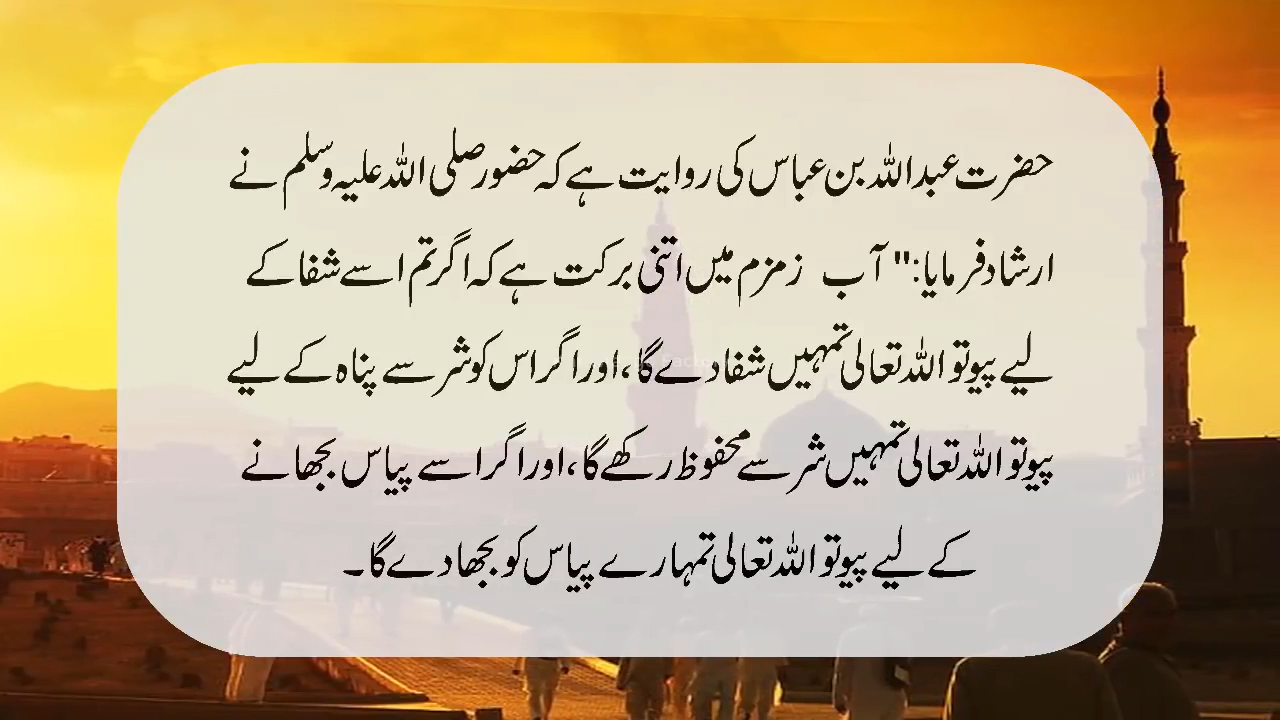 حضرت عبداللہ بن عباس کی روایت ہے کہ حضور صلی اللہ علیہ وسلم نے
ارشاد فرمایا:" آب زمزم میں اتنی برکت ہے کہ اگر تم اسے شفا کے
لیے پیو تو اللہ تعالی تمہیں شفا دے گا، اور اگر اس کو شر سے پناہ کے لیے
پیو تو اللہ تعالی تمہیں شر سے محفوظ رکھے گا، اور اگر اسے پیاس بجھانے
کے لیے پیو تو اللہ تعالی تمہارے پیاس کو بجھا دے گا۔